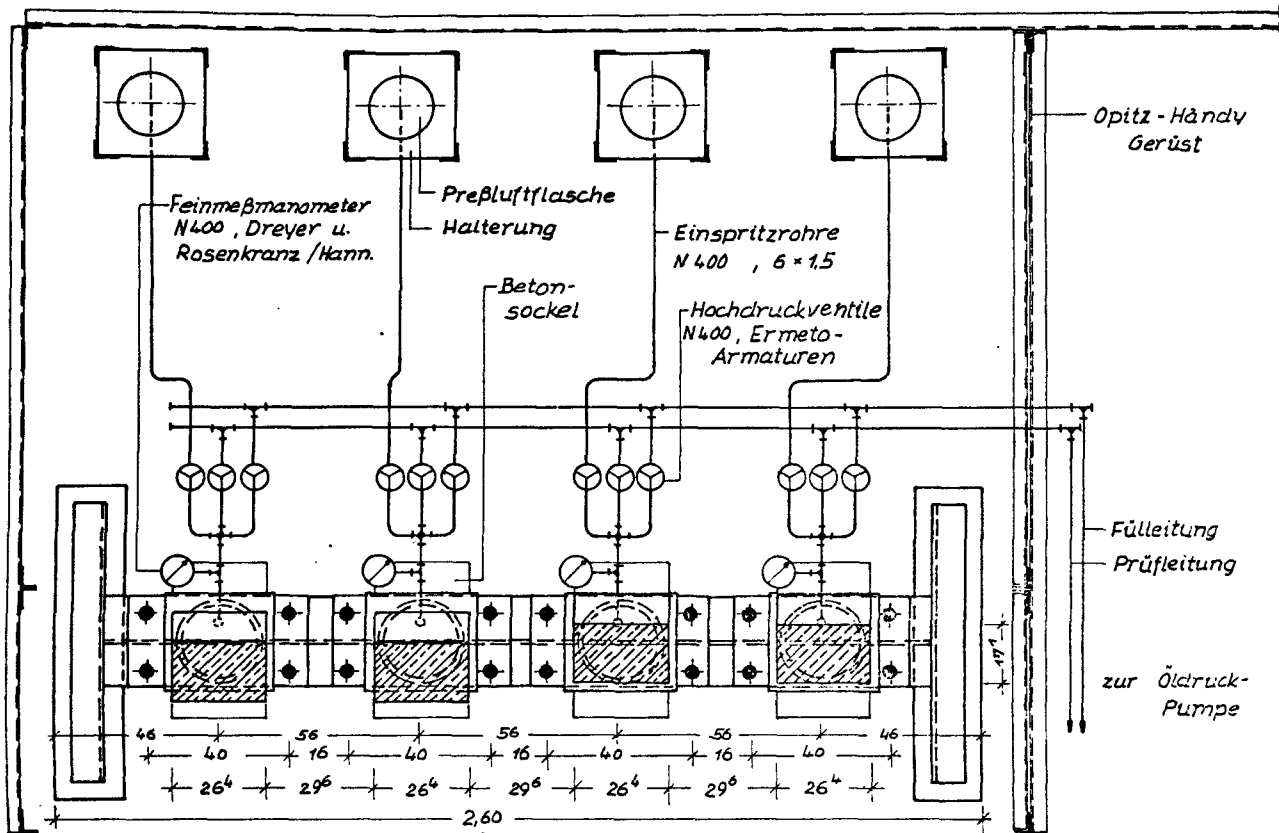 Opitz-Händy
Gerüst
Preßluftflasche
Halterung
Feinmeßmanometer
N400, Dreyer u.
Rosenkranz/Hann.
Einspritzrohre
N 400 , 6 × 1,5
Beton-
sockel
Hochdruckventile
N400, Ermeto-
Armaturen
Fülleitung
Prüfleitung
zur Öldruck-
Pumpe
46 56 56 56 46
40 16 40 16 40 16 40
26⁴ 29⁶ 26⁴ 29⁶ 26⁴ 29⁶ 26⁴
2,60